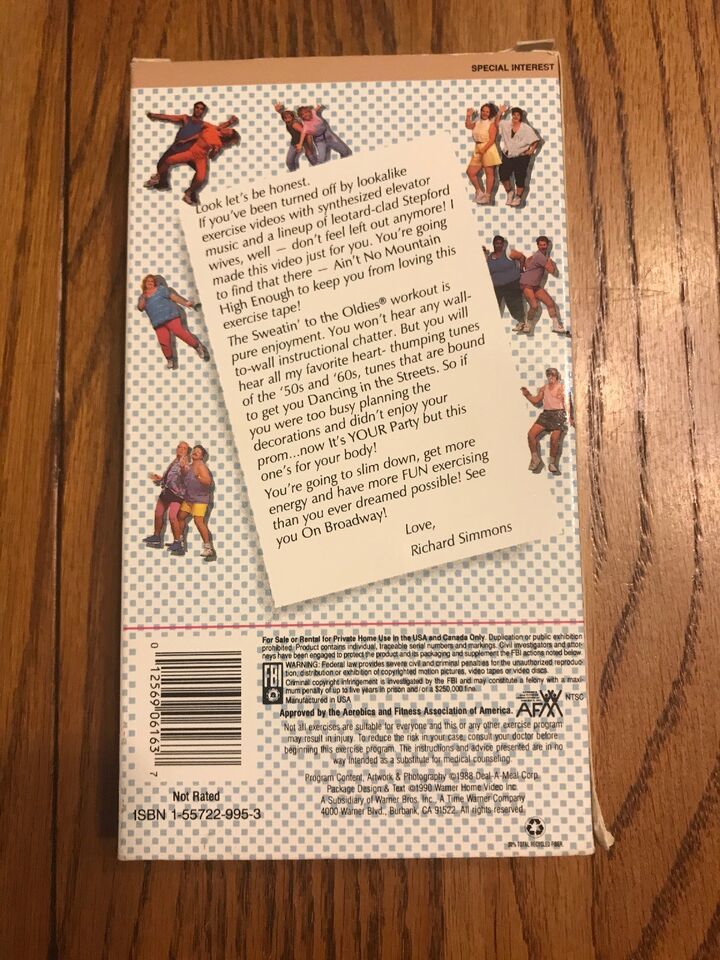 SPECIAL INTEREST
Look let's be honest.
If you've been turned off by lookalike
exercise videos with synthesized elevator
music and a lineup of leotard-clad Stepford
wives, well — don't feel left out anymore! I
made this video just for you. You're going
to find that there — Ain't No Mountain
High Enough to keep you from loving this
exercise tape!
The Sweatin' to the Oldies® workout is
pure enjoyment. You won't hear any wall-
to-wall instructional chatter. But you will
hear all my favorite heart- thumping tunes
of the '50s and '60s, tunes that are bound
to get you Dancing in the Streets. So if
you were too busy planning the
decorations and didn't enjoy your
prom...now It's YOUR Party but this
one's for your body!
You're going to slim down, get more
energy and have more FUN exercising
than you ever dreamed possible! See
you On Broadway!
Love,
Richard Simmons
For Sale or Rental for Private Home Use in the USA and Canada Only. Duplication or public exhibition
prohibited. Product contains individual, traceable serial numbers and markings. Civil investigators and attor-
neys have been engaged to protect the product and its packaging and supplement the FBI actions noted below.
FBI
WARNING: Federal law provides severe civil and criminal penalties for the unauthorized reproduc-
tion, distribution or exhibition of copyrighted motion pictures, video tapes or video discs.
Criminal copyright infringement is investigated by the FBI and may constitute a felony with a maxi-
mum penalty of up to five years in prison and/or a $250,000 fine.
Manufactured in USA
NTSC
Approved by the Aerobics and Fitness Association of America.
AFAA
Not all exercises are suitable for everyone and this or any other exercise program
may result in injury. To reduce the risk in your case, consult your doctor before
beginning this exercise program. The instructions and advice presented are in no
way intended as a substitute for medical counseling.
Program Content, Artwork & Photography ©1988 Deal-A-Meal Corp.
Package Design & Text ©1990 Warner Home Video Inc.
A Subsidiary of Warner Bros. Inc., A Time Warner Company
4000 Warner Blvd., Burbank, CA 91522. All rights reserved.
0 12569 06163 7
Not Rated
ISBN 1-55722-995-3
TOTAL RECYCLED FIBER